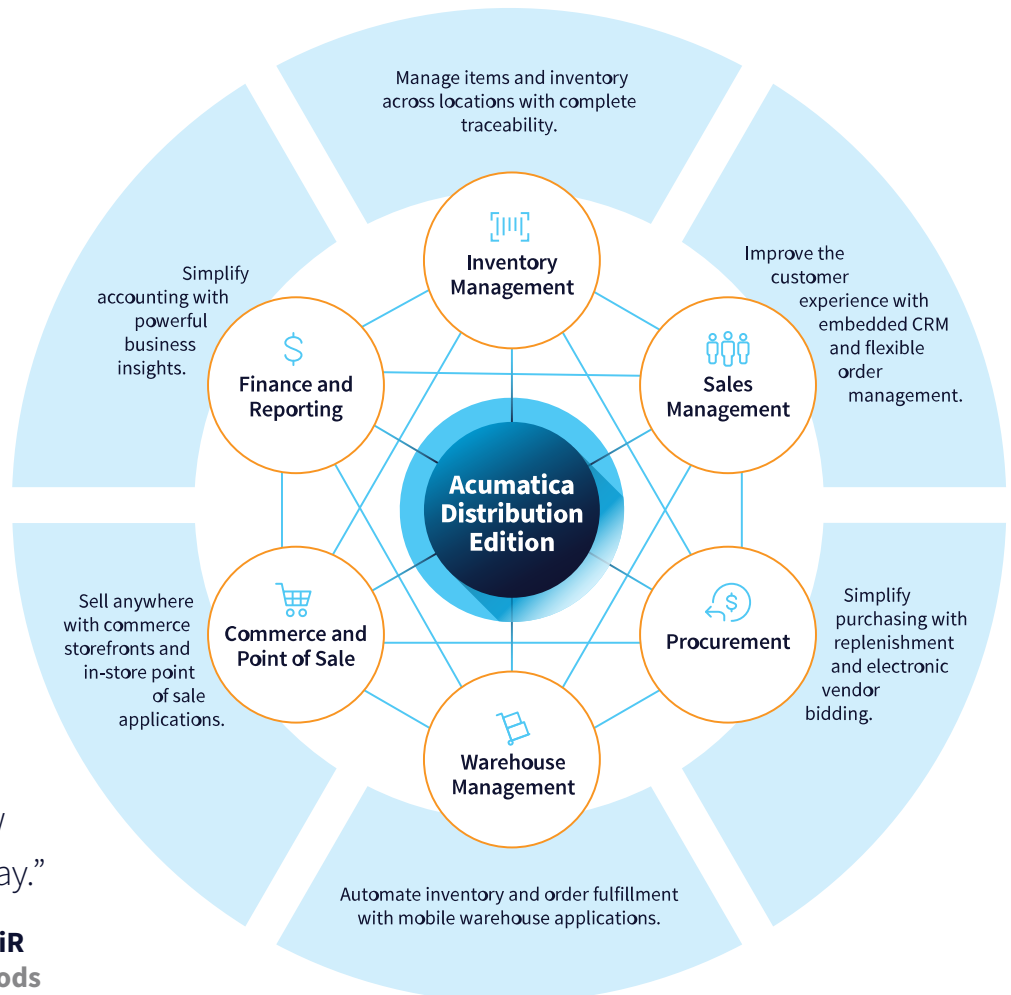 Manage items and inventory
across locations with complete
traceability.
Inventory
Management
Improve the
customer
experience with
embedded CRM
and flexible
order
management.
Sales
Management
Simplify
accounting with
powerful
business
insights.
Finance and
Reporting
Acumatica
Distribution
Edition
Sell anywhere
with commerce
storefronts and
in-store point
of sale
applications.
Commerce and
Point of Sale
Simplify
purchasing with
replenishment
and electronic
vendor
bidding.
Procurement
Warehouse
Management
Automate inventory and order fulfillment
with mobile warehouse applications.
ay.”
iR
ods